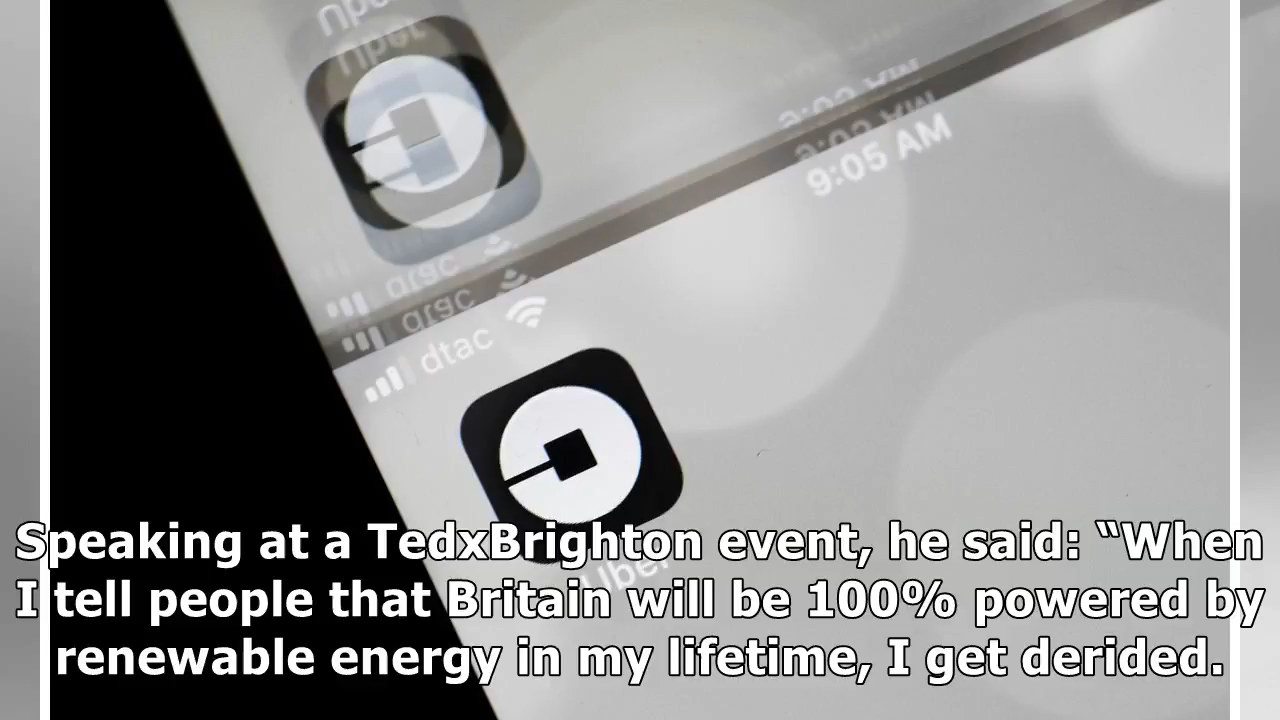 9:05 AM
dtac
Uber
Speaking at a TedxBrighton event, he said: “When
I tell people that Britain will be 100% powered by
renewable energy in my lifetime, I get derided.